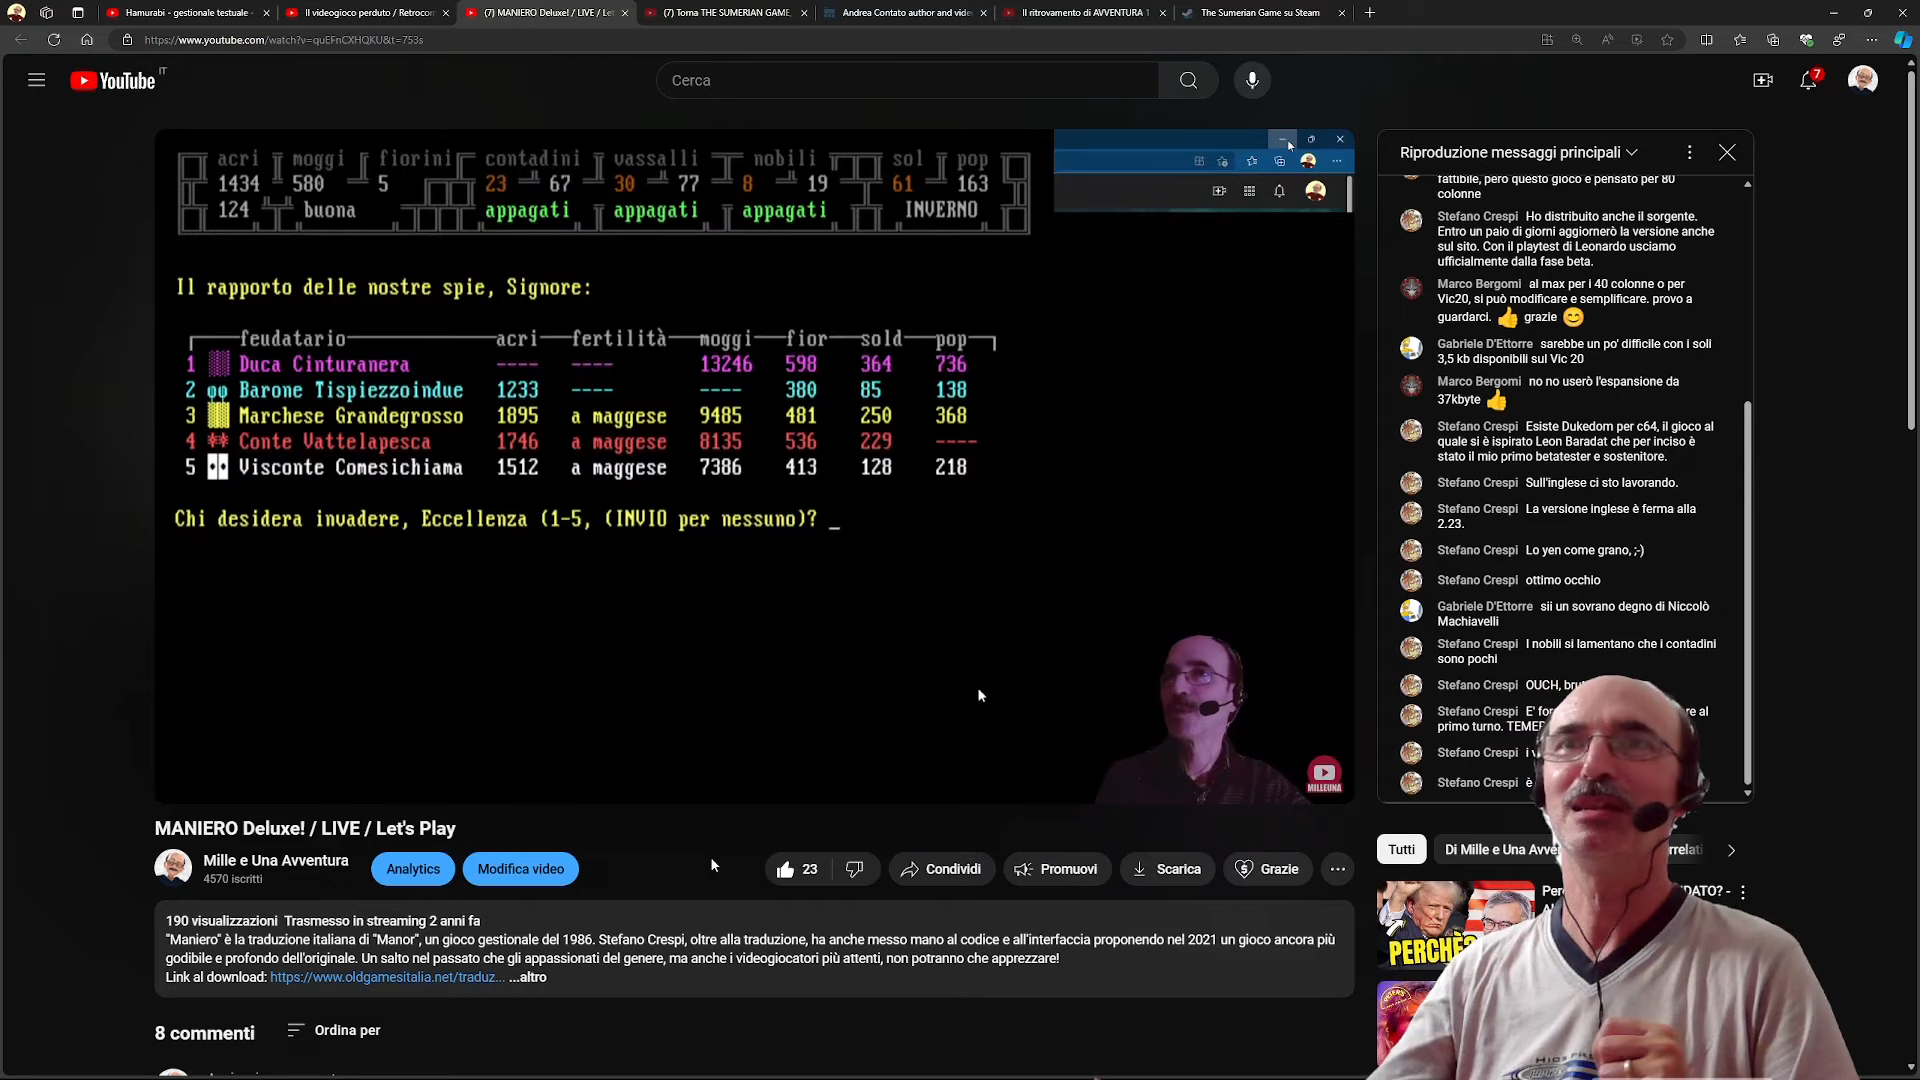 Hamurabi - gestionale testuale -
Il videogioco perduto / Retrocom
(7) MANIERO Deluxe! / LIVE / Let
(7) Torna THE SUMERIAN GAME,
Andrea Contato author and vide
Il ritrovamento di AVVENTURA 1
The Sumerian Game su Steam
https://www.youtube.com/watch?v=quEFnCXHQKU&t=753s
YouTube IT
Cerca
7
acri moggi fiorini contadini vassalli nobili sol pop
1434 580 5 23 67 30 77 8 19 61 163
124 buona appagati appagati appagati INVERNO
Il rapporto delle nostre spie, Signore:
feudatario acri fertilità moggi fior sold pop
1 Duca Cinturanera ---- ---- 13246 598 364 736
2 φφ Barone Tispiezzoindue 1233 ---- ---- 380 85 138
3 Marchese Grandegrosso 1895 a maggese 9485 481 250 368
4 ** Conte Vattelapesca 1746 a maggese 8135 536 229 ----
5 Visconte Comesichiama 1512 a maggese 7386 413 128 218
Chi desidera invadere, Eccellenza (1-5, (INVIO per nessuno)? _
MILLEUNA
Riproduzione messaggi principali
fattibile, pero questo gioco e pensato per 80
colonne
Stefano Crespi Ho distribuito anche il sorgente.
Entro un paio di giorni aggiornerò la versione anche
sul sito. Con il playtest di Leonardo usciamo
ufficialmente dalla fase beta.
Marco Bergomi al max per i 40 colonne o per
Vic20, si può modificare e semplificare. provo a
guardarci. 👍 grazie 😊
Gabriele D'Ettorre sarebbe un po' difficile con i soli
3,5 kb disponibili sul Vic 20
Marco Bergomi no no userò l'espansione da
37kbyte 👍
Stefano Crespi Esiste Dukedom per c64, il gioco al
quale si è ispirato Leon Baradat che per inciso è
stato il mio primo betatester e sostenitore.
Stefano Crespi Sull'inglese ci sto lavorando.
Stefano Crespi La versione inglese è ferma alla
2.23.
Stefano Crespi Lo yen come grano, ;-)
Stefano Crespi ottimo occhio
Gabriele D'Ettorre sii un sovrano degno di Niccolò
Machiavelli
Stefano Crespi I nobili si lamentano che i contadini
sono pochi
Stefano Crespi OUCH,
Stefano Crespi E' al
primo turno.
Stefano Crespi
Stefano Crespi è
MANIERO Deluxe! / LIVE / Let's Play
Mille e Una Avventura
4570 iscritti
Analytics
Modifica video
23
Condividi
Promuovi
Scarica
Grazie
190 visualizzazioni Trasmesso in streaming 2 anni fa
"Maniero" è la traduzione italiana di "Manor", un gioco gestionale del 1986. Stefano Crespi, oltre alla traduzione, ha anche messo mano al codice e all'interfaccia proponendo nel 2021 un gioco ancora più
godibile e profondo dell'originale. Un salto nel passato che gli appassionati del genere, ma anche i videogiocatori più attenti, non potranno che apprezzare!
Link al download: https://www.oldgamesitalia.net/traduz... ...altro
8 commenti
Ordina per
Tutti
Di Mille e Una Avve
rrelati
PERCHÈ?
DATO? -